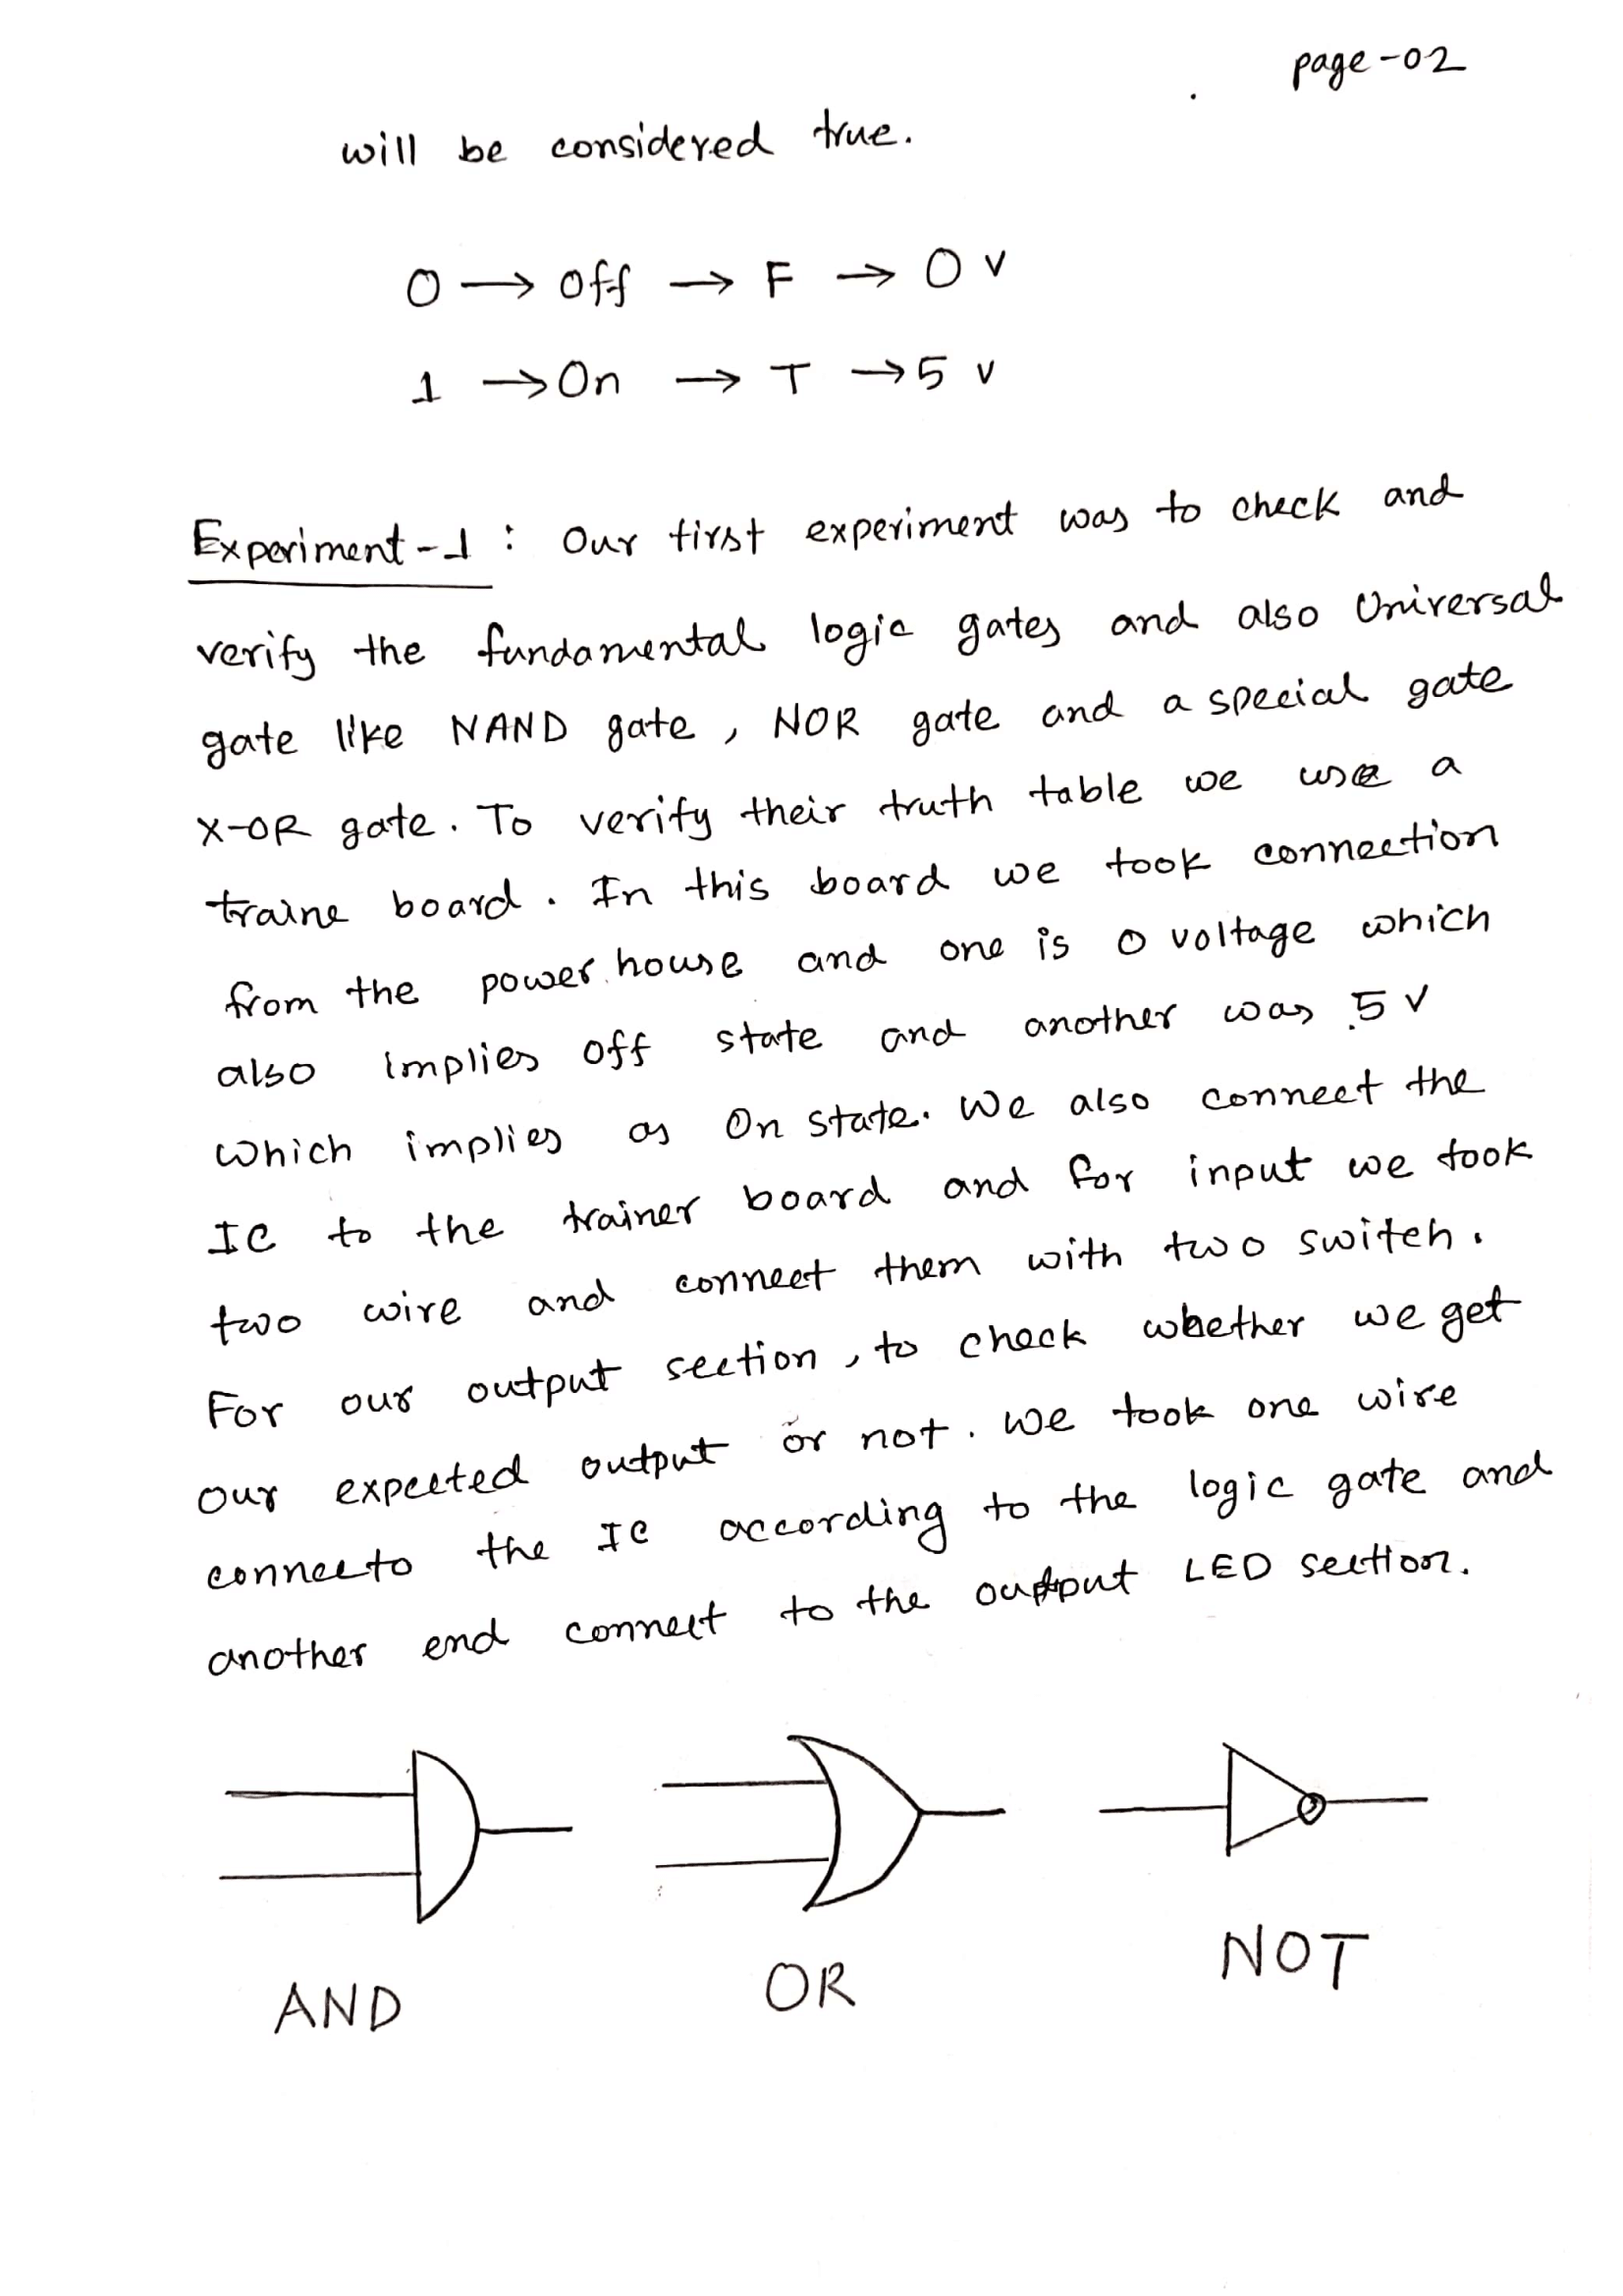 page-02
will be considered true.
0 → Off → F → 0 v
1 → On → T → 5 v
Experiment-1 : Our first experiment was to check and
verify the fundamental logic gates and also Universal
gate like NAND gate, NOR gate and a special gate
X-OR gate. To verify their truth table we use a
traine board. In this board we took connection
from the power house and one is 0 voltage which
also implies off state and another was 5 V
which implies as On state. We also connect the
IC to the trainer board and for input we took
two wire and connect them with two switch.
For our output section, to check whether we get
our expected output or not. We took one wire
connecto the IC according to the logic gate and
another end connect to the output LED section.
AND OR NOT